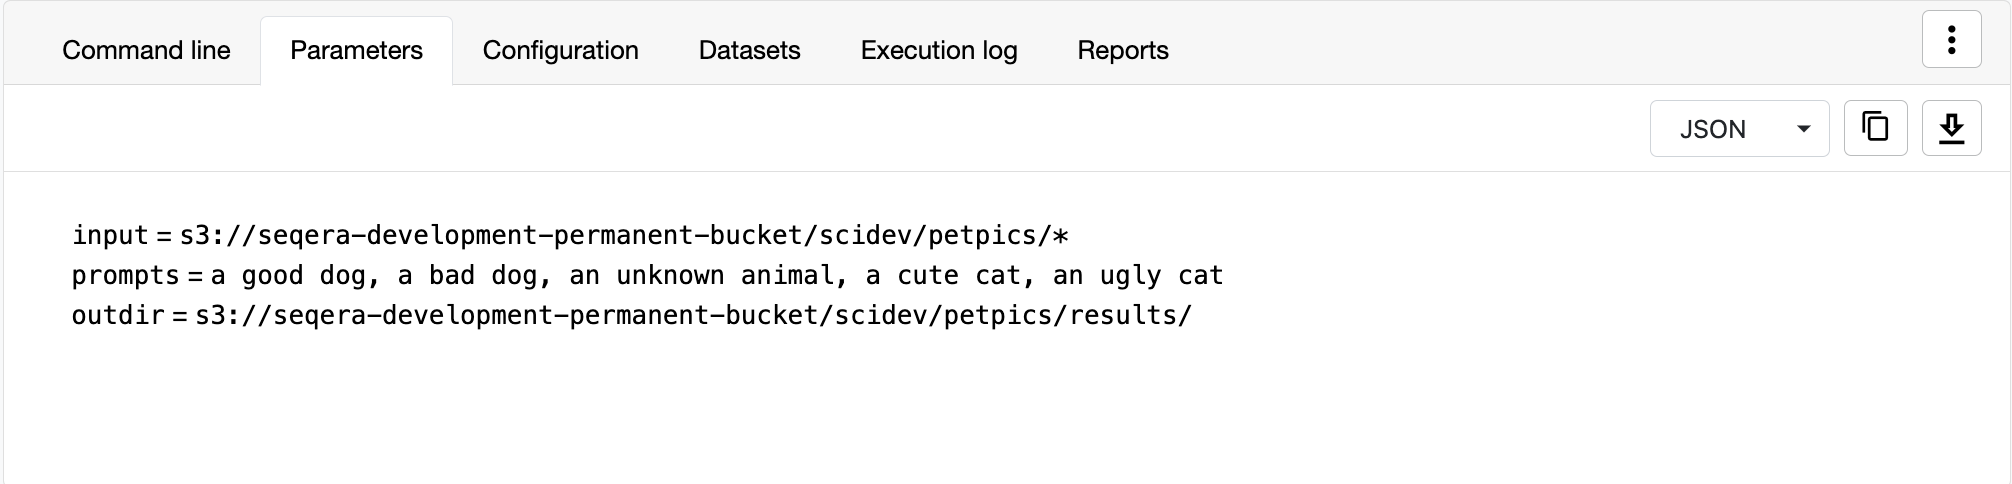 Command line Parameters Configuration Datasets Execution log Reports
JSON
input = s3://seqera-development-permanent-bucket/scidev/petpics/*
prompts = a good dog, a bad dog, an unknown animal, a cute cat, an ugly cat
outdir = s3://seqera-development-permanent-bucket/scidev/petpics/results/